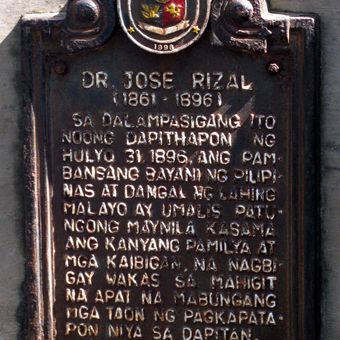 1898
DR. JOSE RIZAL
(1861 - 1896)
SA DALAMPASIGANG ITO
NOONG DAPITHAPON NG
HULYO 31, 1896, ANG PAM-
BANSANG BAYANI NG PILIPI-
NAS AT DANGAL NG LAHING
MALAYO AY UMALIS PATU-
NGONG MAYNILA KASAMA
ANG KANYANG PAMILYA AT
MGA KAIBIGAN, NA NAGBI-
GAY WAKAS SA MAHIGIT
NA APAT NA MABUNGANG
MGA TAON NG PAGKAPATA-
PON NIYA SA DAPITAN.